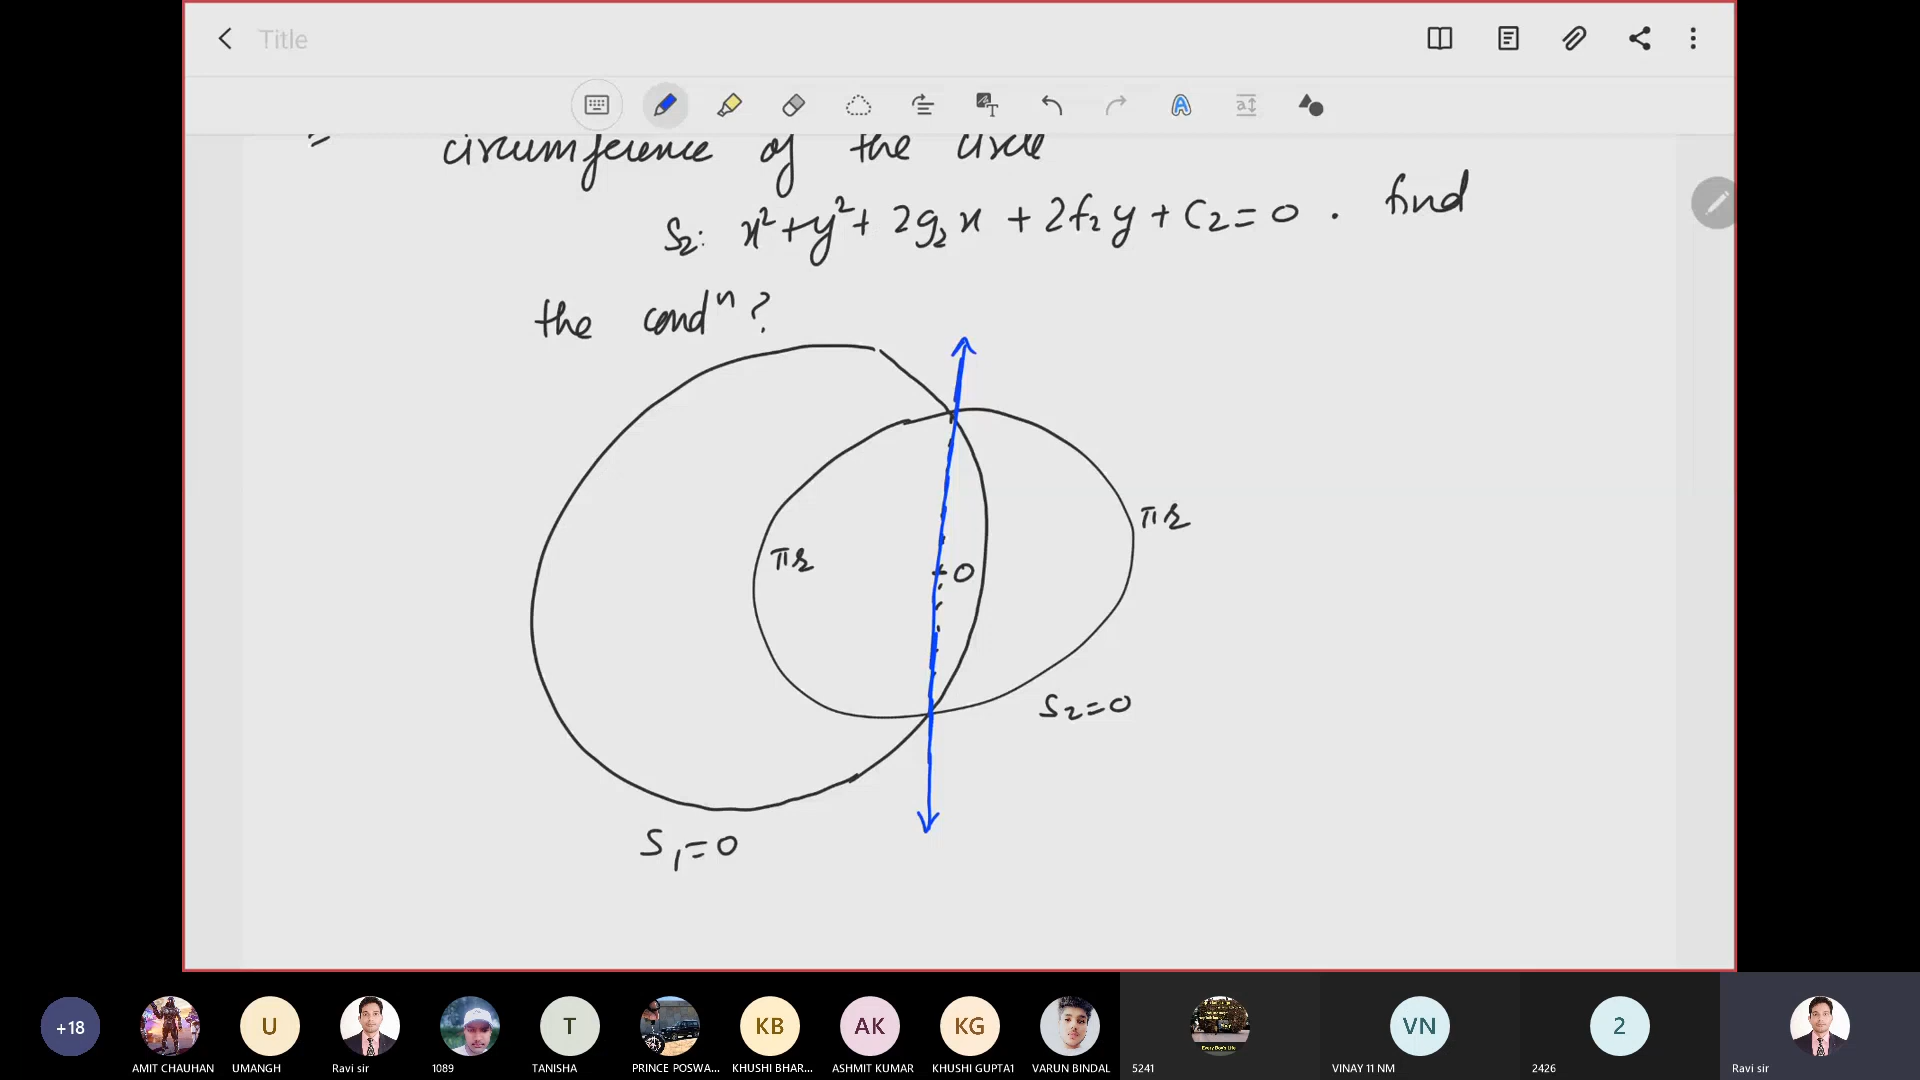 Title
circumference of the circle
S₂: x²+y²+ 2g₂x + 2f₂y + C₂ = 0 . find
the condⁿ ?
πr
πr
O
S₂=0
S₁=0
+18
U
T
KB
AK
KG
VN
2
AMIT CHAUHAN
UMANGH
Ravi sir
1089
TANISHA
PRINCE POSWA...
KHUSHI BHAR...
ASHMIT KUMAR
KHUSHI GUPTA1
VARUN BINDAL
5241
VINAY 11 NM
2426
Ravi sir